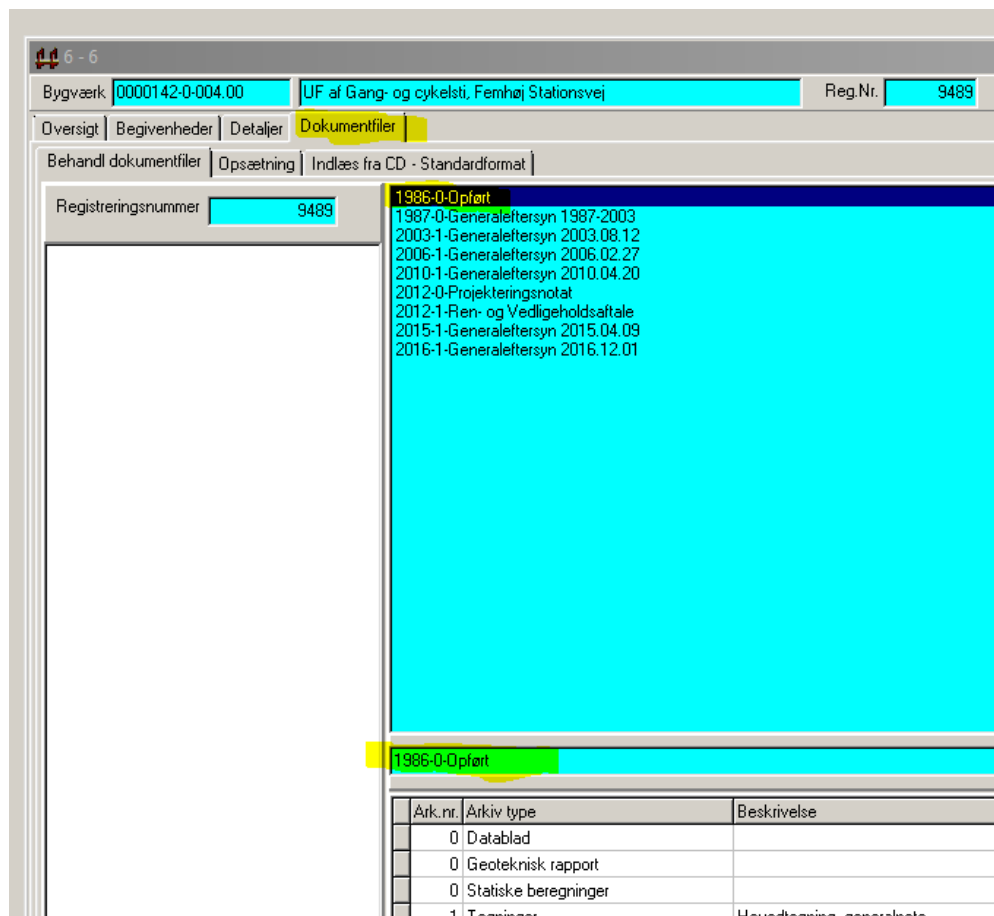 6 - 6
Bygværk 0000142-0-004.00 UF af Gang- og cykelsti, Femhøj Stationsvej Reg.Nr. 9489
Oversigt Begivenheder Detaljer Dokumentfiler
Behandl dokumentfiler Opsætning Indlæs fra CD - Standardformat
Registreringsnummer 9489
1986-0-Opført
1987-0-Generaleftersyn 1987-2003
2003-1-Generaleftersyn 2003.08.12
2006-1-Generaleftersyn 2006.02.27
2010-1-Generaleftersyn 2010.04.20
2012-0-Projekteringsnotat
2012-1-Ren- og Vedligeholdsaftale
2015-1-Generaleftersyn 2015.04.09
2016-1-Generaleftersyn 2016.12.01
1986-0-Opført
Ark.nr. Arkiv type Beskrivelse
0 Datablad
0 Geoteknisk rapport
0 Statiske beregninger
1 Tegninger Hovedtegning, generalnote